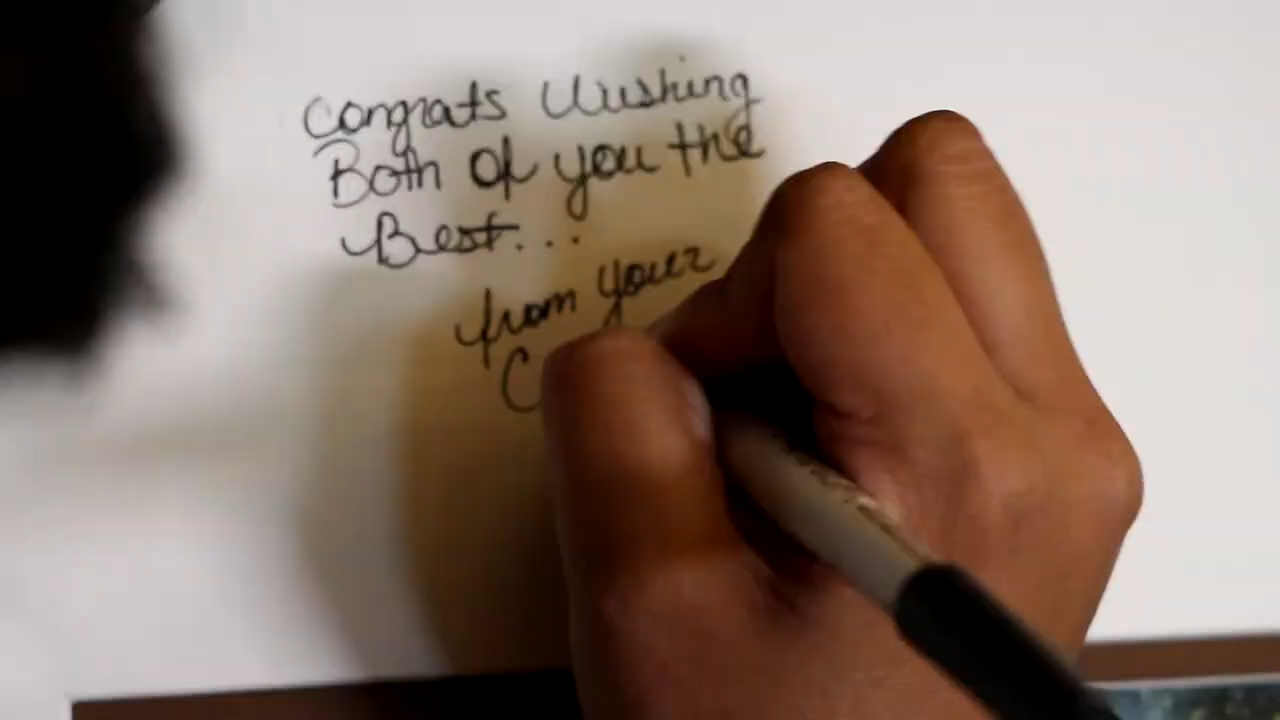 Congrats Wishing
Both of you the
Best...
from your
C